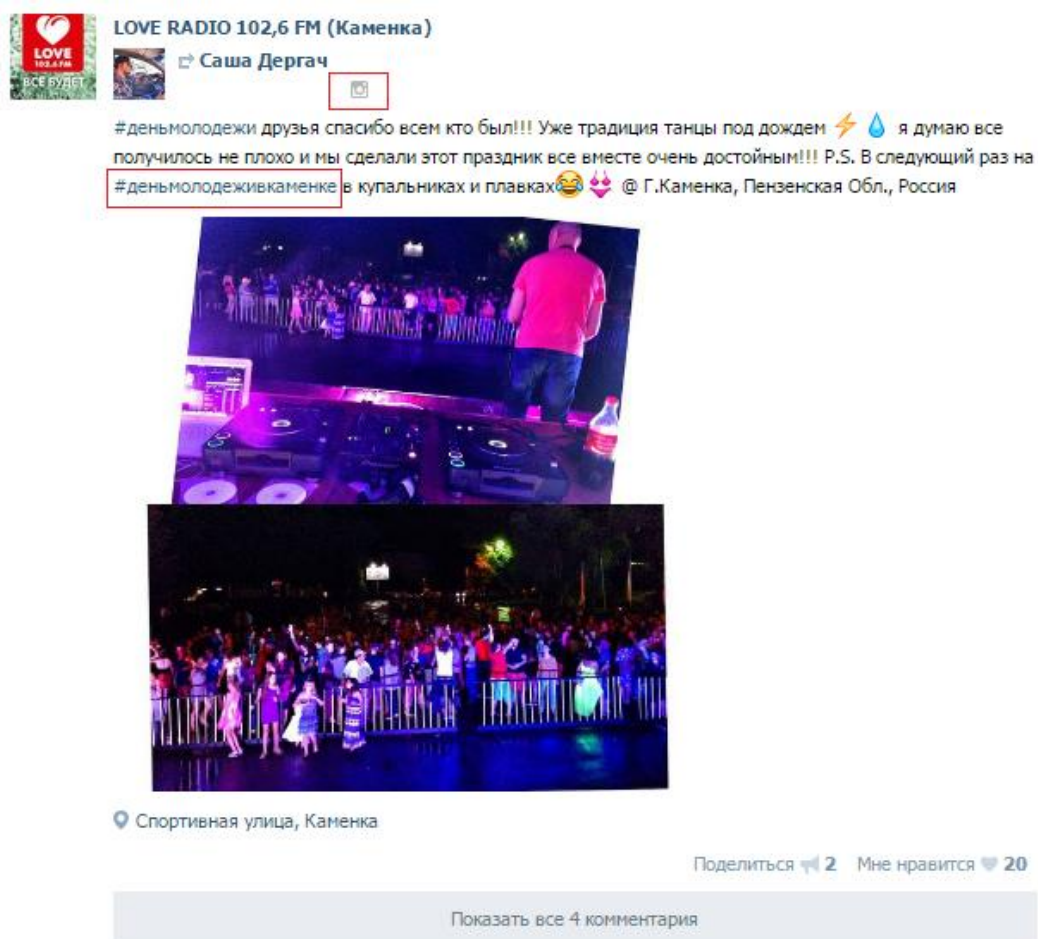 LOVE RADIO 102,6 FM (Каменка)
LOVE
102.6 FM
ВСЁ БУДЕТ
Саша Дергач
#деньмолодежи друзья спасибо всем кто был!!! Уже традиция танцы под дождем ⚡ 💧 я думаю все
получилось не плохо и мы сделали этот праздник все вместе очень достойным!!! P.S. В следующий раз на
#деньмолодеживкаменке в купальниках и плавках😂 👙 @ Г.Каменка, Пензенская Обл., Россия
Спортивная улица, Каменка
Поделиться 2 Мне нравится 20
Показать все 4 комментария